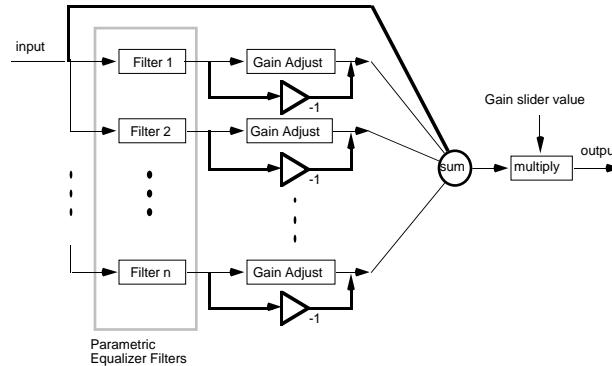 input
Filter 1
Gain Adjust
-1
Filter 2
Gain Adjust
-1
Gain slider value
sum
multiply
output
Filter n
Gain Adjust
-1
Parametric
Equalizer Filters